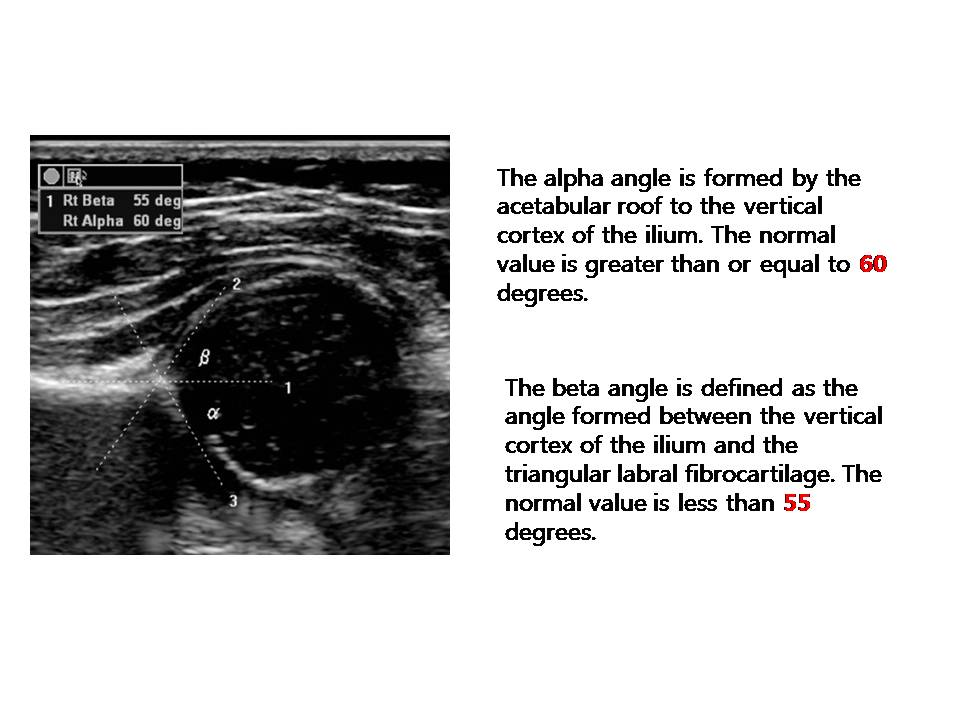 1 Rt Beta 55 deg
Rt Alpha 60 deg
2
β
1
α
3
The alpha angle is formed by the
acetabular roof to the vertical
cortex of the ilium. The normal
value is greater than or equal to 60
degrees.
The beta angle is defined as the
angle formed between the vertical
cortex of the ilium and the
triangular labral fibrocartilage. The
normal value is less than 55
degrees.